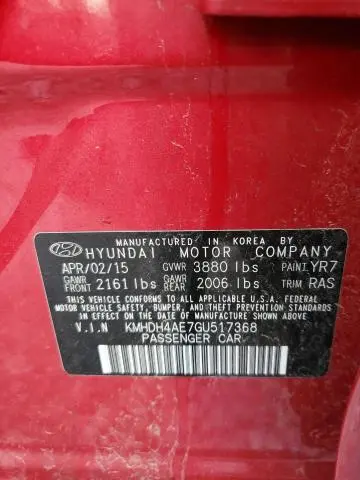 MANUFACTURED IN KOREA BY
HYUNDAI MOTOR COMPANY
APR/02/15 GVWR 3880 lbs PAINT YR7
GAWR FRONT 2161 lbs GAWR REAR 2006 lbs TRIM RAS
THIS VEHICLE CONFORMS TO ALL APPLICABLE U.S.A. FEDERAL
MOTOR VEHICLE SAFETY, BUMPER, AND THEFT PREVENTION
STANDARDS IN EFFECT ON THE DATE OF MANUFACTURE SHOWN ABOVE.
V.I.N KMHDH4AE7GU517368
PASSENGER CAR